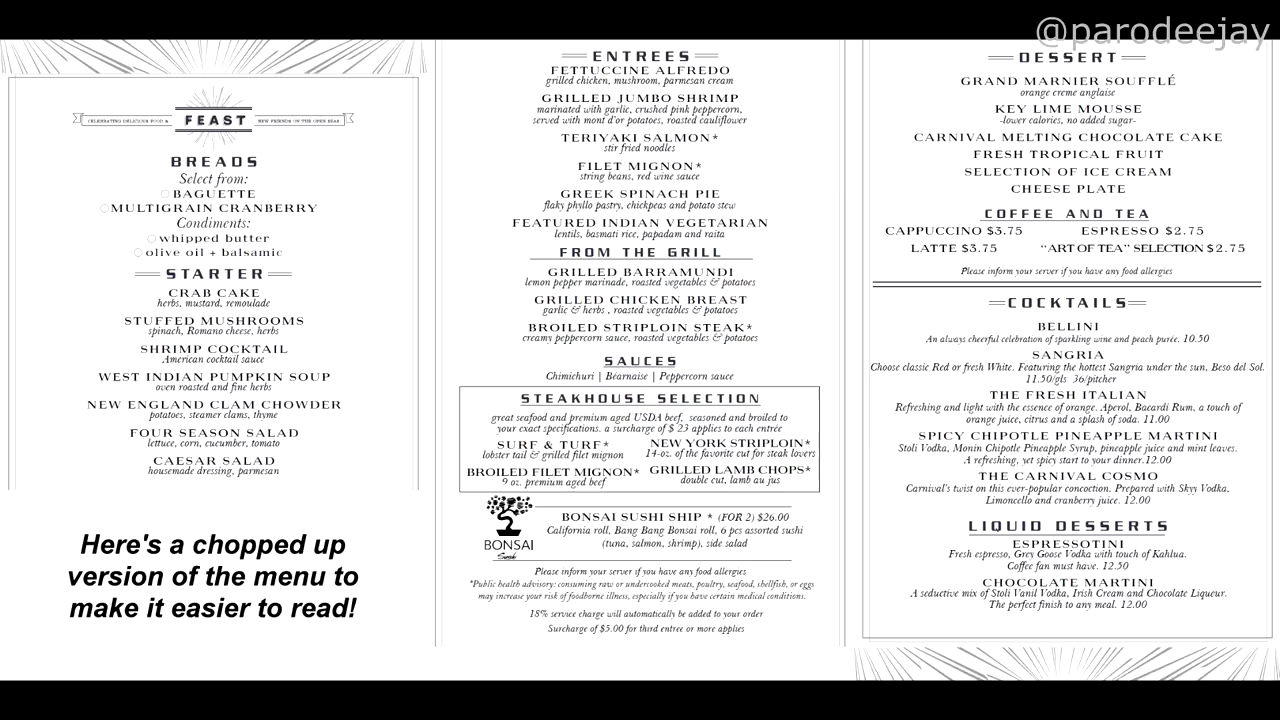 @parodeejay
CELEBRATING DELICIOUS FOOD &
FEAST
NEW FRIENDS ON THE OPEN SEAS
BREADS
Select from:
BAGUETTE
MULTIGRAIN CRANBERRY
Condiments:
whipped butter
olive oil + balsamic
STARTER
CRAB CAKE
herbs, mustard, remoulade
STUFFED MUSHROOMS
spinach, Romano cheese, herbs
SHRIMP COCKTAIL
American cocktail sauce
WEST INDIAN PUMPKIN SOUP
oven roasted and fine herbs
NEW ENGLAND CLAM CHOWDER
potatoes, steamer clams, thyme
FOUR SEASON SALAD
lettuce, corn, cucumber, tomato
CAESAR SALAD
housemade dressing, parmesan
Here's a chopped up
version of the menu to
make it easier to read!
ENTREES
FETTUCCINE ALFREDO
grilled chicken, mushroom, parmesan cream
GRILLED JUMBO SHRIMP
marinated with garlic, crushed pink peppercorn,
served with mont d'or potatoes, roasted cauliflower
TERIYAKI SALMON*
stir fried noodles
FILET MIGNON*
string beans, red wine sauce
GREEK SPINACH PIE
flaky phyllo pastry, chickpeas and potato stew
FEATURED INDIAN VEGETARIAN
lentils, basmati rice, papadam and raita
FROM THE GRILL
GRILLED BARRAMUNDI
lemon pepper marinade, roasted vegetables & potatoes
GRILLED CHICKEN BREAST
garlic & herbs , roasted vegetables & potatoes
BROILED STRIPLOIN STEAK*
creamy peppercorn sauce, roasted vegetables & potatoes
SAUCES
Chimichuri | Béarnaise | Peppercorn sauce
STEAKHOUSE SELECTION
great seafood and premium aged USDA beef, seasoned and broiled to
your exact specifications. a surcharge of $ 23 applies to each entrée
SURF & TURF*
lobster tail & grilled filet mignon
NEW YORK STRIPLOIN*
14-oz. of the favorite cut for steak lovers
BROILED FILET MIGNON*
9 oz. premium aged beef
GRILLED LAMB CHOPS*
double cut, lamb au jus
BONSAI
Sushi
BONSAI SUSHI SHIP * (FOR 2) $26.00
California roll, Bang Bang Bonsai roll, 6 pcs assorted sushi
(tuna, salmon, shrimp), side salad
Please inform your server if you have any food allergies
*Public health advisory: consuming raw or undercooked meats, poultry, seafood, shellfish, or eggs
may increase your risk of foodborne illness, especially if you have certain medical conditions.
18% service charge will automatically be added to your order
Surcharge of $5.00 for third entree or more applies
DESSERT
GRAND MARNIER SOUFFLÉ
orange creme anglaise
KEY LIME MOUSSE
-lower calories, no added sugar-
CARNIVAL MELTING CHOCOLATE CAKE
FRESH TROPICAL FRUIT
SELECTION OF ICE CREAM
CHEESE PLATE
COFFEE AND TEA
CAPPUCCINO $3.75 ESPRESSO $2.75
LATTE $3.75 “ART OF TEA” SELECTION $2.75
Please inform your server if you have any food allergies
COCKTAILS
BELLINI
An always cheerful celebration of sparkling wine and peach purée. 10.50
SANGRIA
Choose classic Red or fresh White. Featuring the hottest Sangria under the sun, Beso del Sol.
11.50/gls 36/pitcher
THE FRESH ITALIAN
Refreshing and light with the essence of orange. Aperol, Bacardi Rum, a touch of
orange juice, citrus and a splash of soda. 11.00
SPICY CHIPOTLE PINEAPPLE MARTINI
Stoli Vodka, Monin Chipotle Pineapple Syrup, pineapple juice and mint leaves.
A refreshing, yet spicy start to your dinner.12.00
THE CARNIVAL COSMO
Carnival's twist on this ever-popular concoction. Prepared with Skyy Vodka,
Limoncello and cranberry juice. 12.00
LIQUID DESSERTS
ESPRESSOTINI
Fresh espresso, Grey Goose Vodka with touch of Kahlua.
Coffee fan must have. 12.50
CHOCOLATE MARTINI
A seductive mix of Stoli Vanil Vodka, Irish Cream and Chocolate Liqueur.
The perfect finish to any meal. 12.00